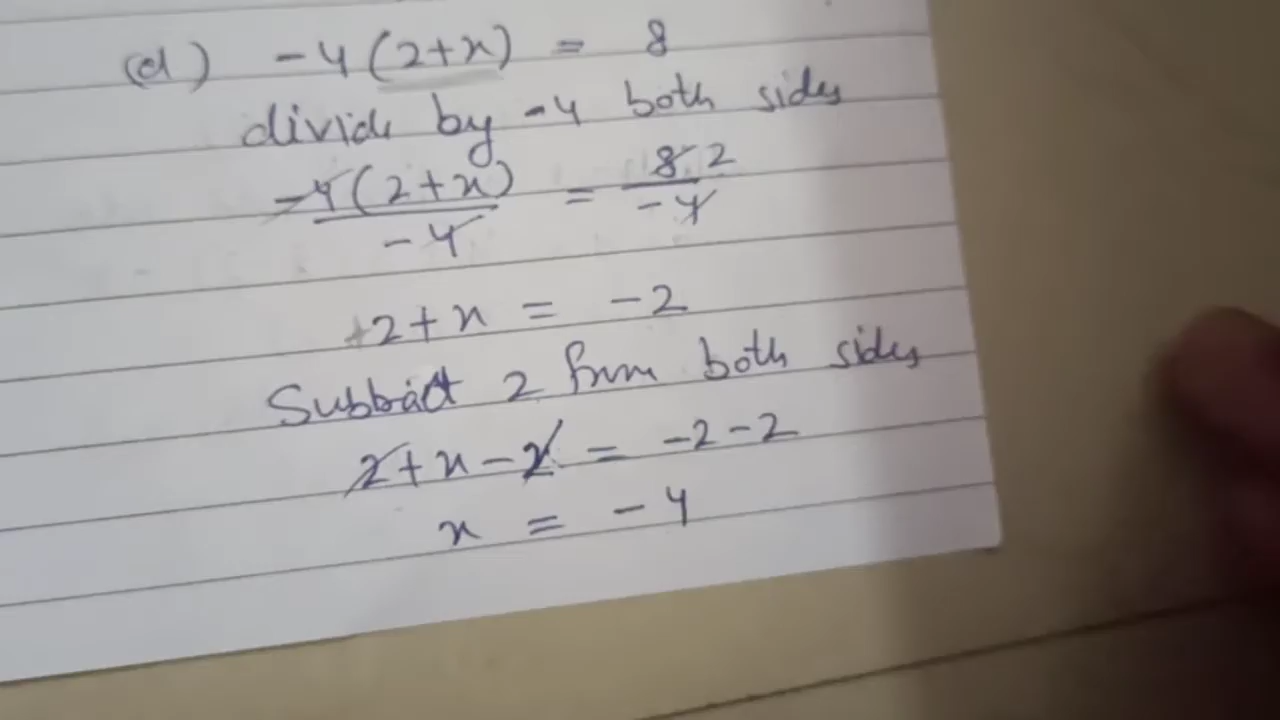 (d) -4(2+x) = 8
divide by -4 both sides
-4(2+x)/-4 = 8 2/-4
2+x = -2
Subtract 2 from both sides
2+x-2 = -2-2
x = -4